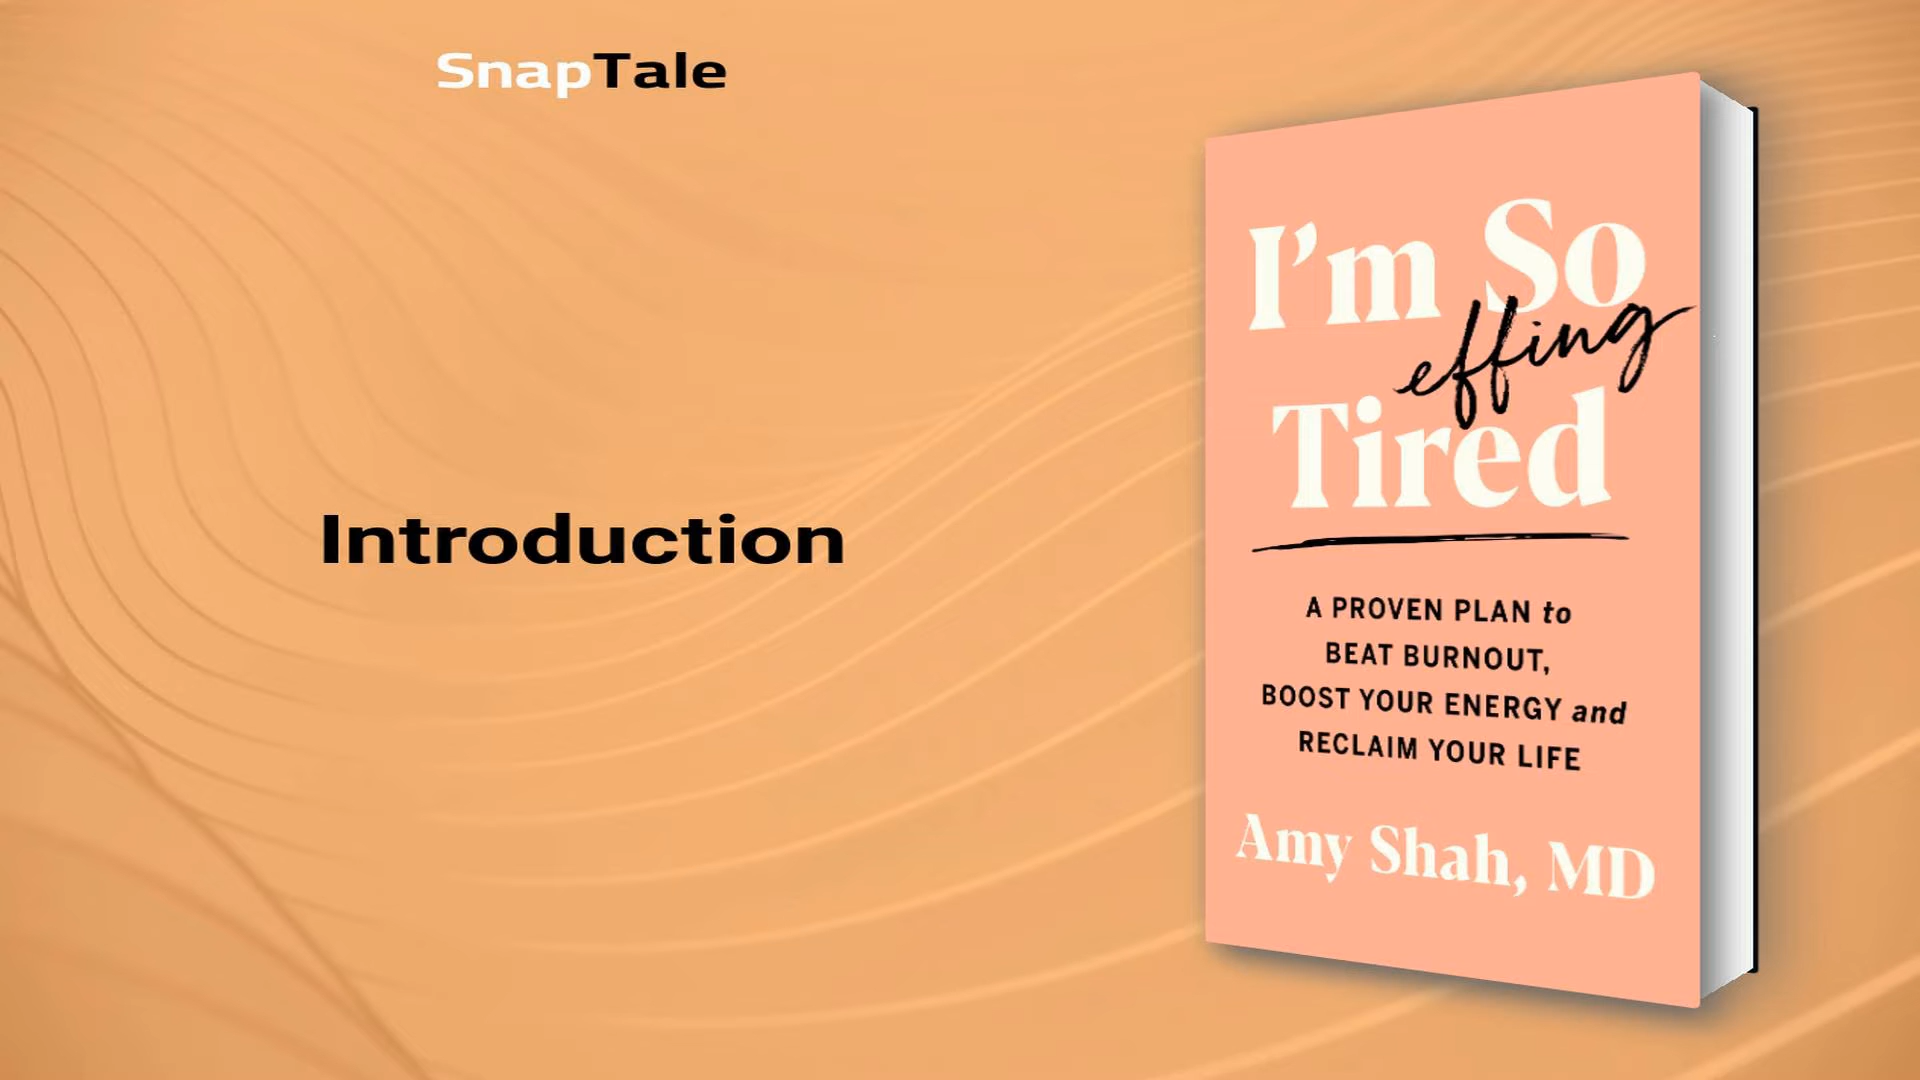 SnapTale
Introduction
I'm So
effing
Tired
A PROVEN PLAN to
BEAT BURNOUT,
BOOST YOUR ENERGY and
RECLAIM YOUR LIFE
Amy Shah, MD